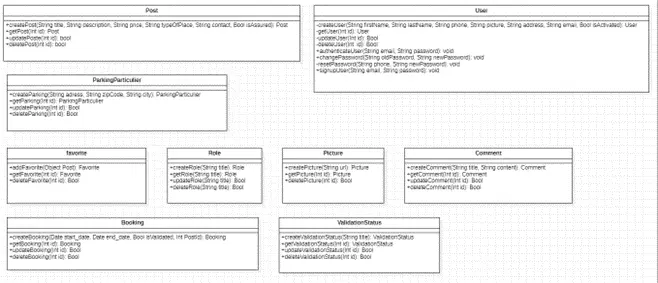 Post
+createPost(String title, String description, String price, String typeOfPlace, String contact, Bool isAssured): Post
+getPost(Int id): Post
+updatePoste(Int id): bool
+deletePost(Int id): bool
User
-createUser(String firstName, String lastname, String phone, String picture, String address, String email, Bool isActivated): User
-getUser(Int id): User
-updateUser(Int id): Bool
-deleteUser(Int id): Bool
+authenticateUser(String email, String password): void
+changePassword(String oldPassword, String newPassword): void
-resetPassword(String phone, String newPassword): void
+signupUser(String email, String password): void
ParkingParticulier
+createParking(String adress, String zipCode, String city): ParkingParticulier
+getParking(Int id): ParkingParticulier
+updateParking(Int id): Bool
+deleteParking(Int id): Bool
favorite
+addFavorite(Object Post): Favorite
+getFavorite(Int id): Favorite
+deleteFavorite(Int id): Bool
Role
+createRole(String title): Role
+getRole(String title): Role
+updateRole(String title): Bool
+deleteRole(String title): Bool
Picture
+createPicture(String url): Picture
+getPicture(Int id): Picture
+deletePicture(Int id): Bool
Comment
+createComment(String title, String content): Comment
+getComment(Int id): Comment
+updateComment(Int id): Bool
+deleteComment(Int id): Bool
Booking
+createBooking(Date start_date, Date end_date, Bool isValidated, Int PostId): Booking
+getBooking(Int id): Booking
+updateBooking(Int id): Bool
+deleteBooking(Int id): Bool
ValidationStatus
+createValidationStatus(String title): ValidationStatus
+getValidationStatus(Int id): ValidationStatus
+updateValidationStatus(Int id): Bool
+deleteValidationStatus(Int id): Bool